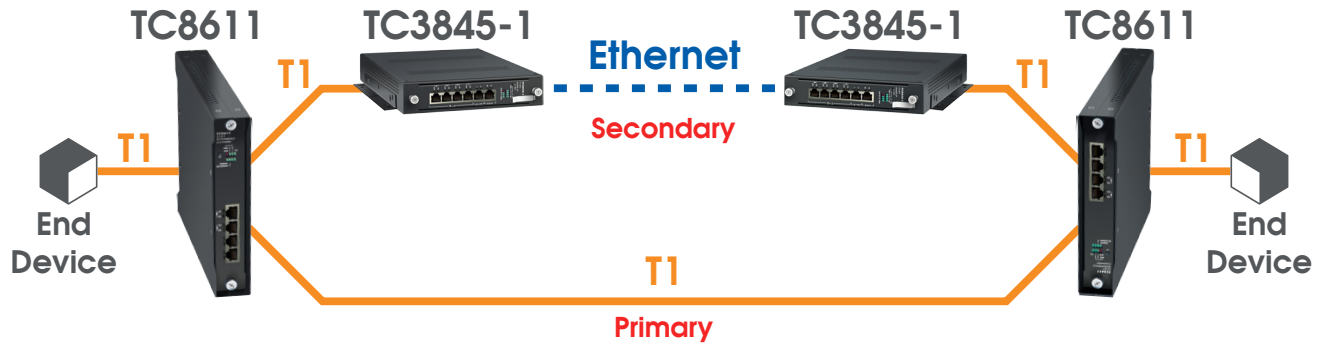 TC8611
TC3845-1
TC3845-1
TC8611
T1
Ethernet
T1
Secondary
T1
T1
End
Device
End
Device
T1
Primary